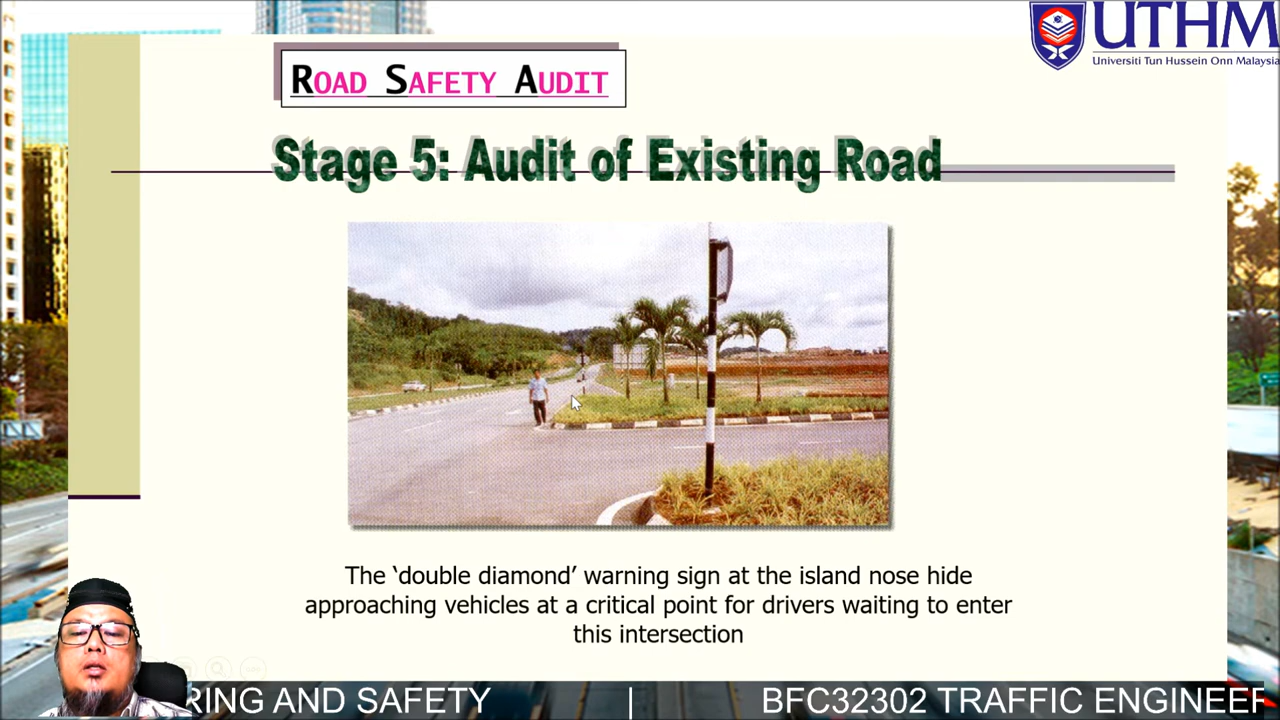 UTHM
Universiti Tun Hussein Onn Malaysia
ROAD SAFETY AUDIT
Stage 5: Audit of Existing Road
The ‘double diamond’ warning sign at the island nose hide
approaching vehicles at a critical point for drivers waiting to enter
this intersection
RING AND SAFETY | BFC32302 TRAFFIC ENGINEER